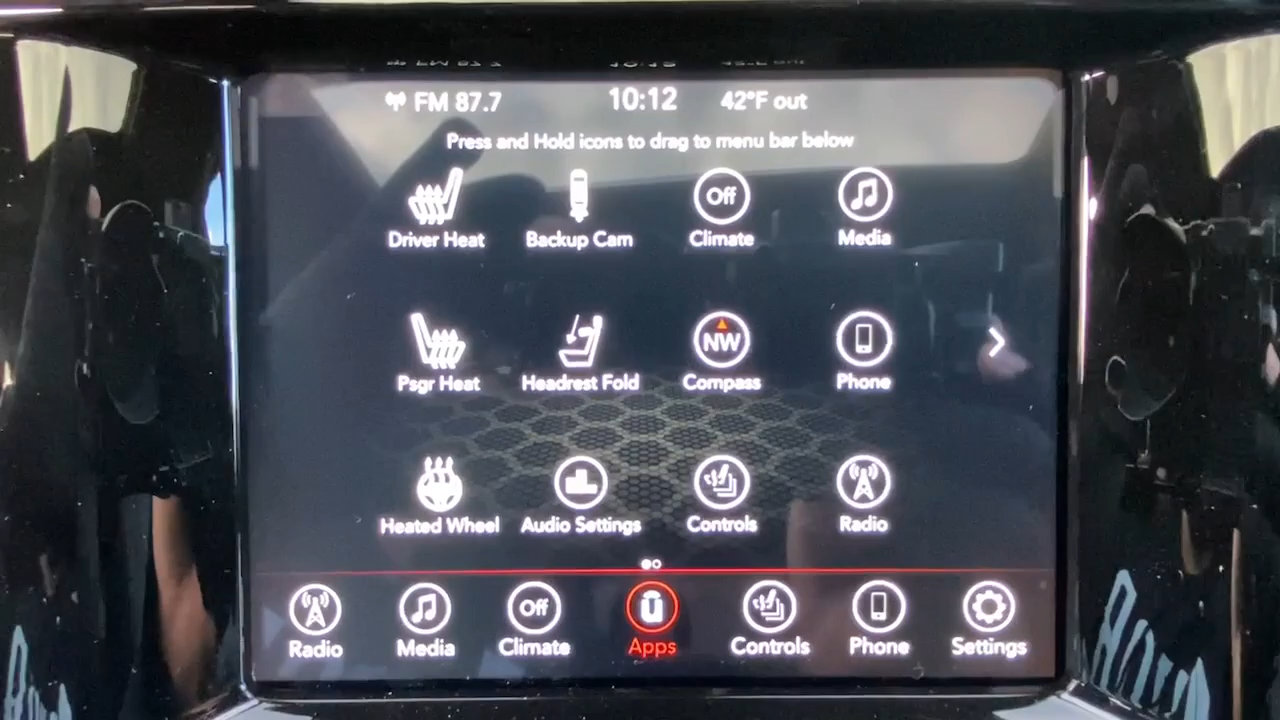 FM 87.7 10:12 42°F out
Press and Hold icons to drag to menu bar below
Driver Heat Backup Cam Off Climate Media
Psgr Heat Headrest Fold NW Compass Phone
Heated Wheel Audio Settings Controls Radio
Off
Radio Media Climate Apps Controls Phone Settings